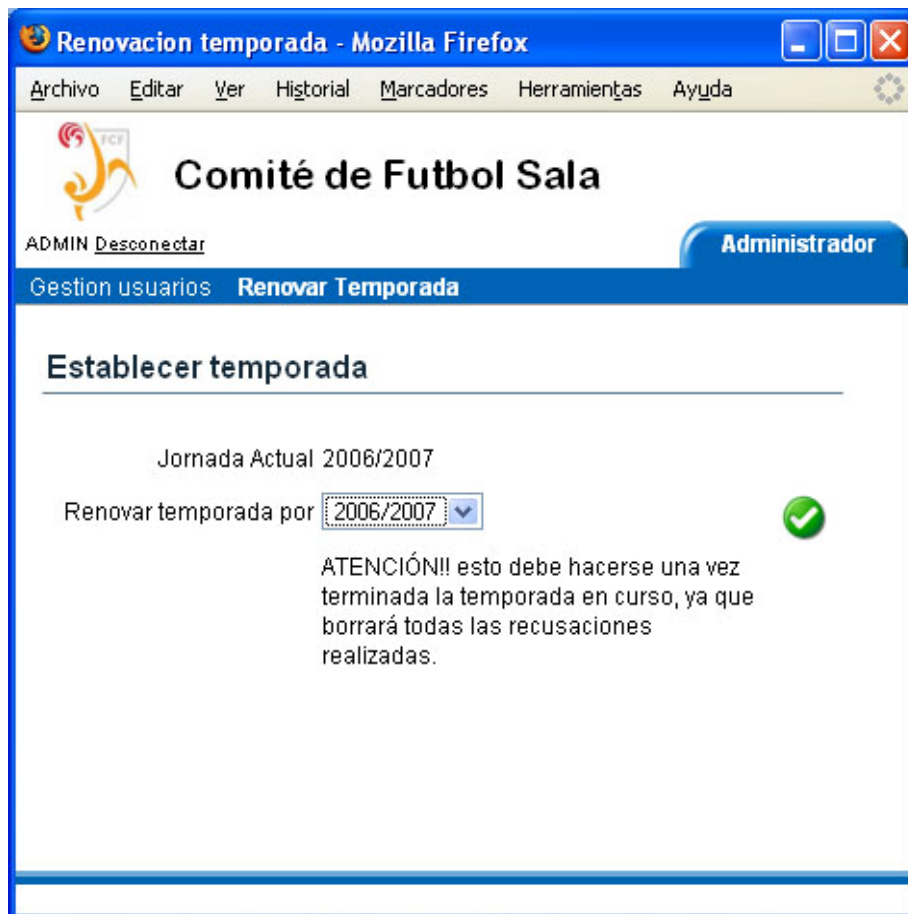 Renovacion temporada - Mozilla Firefox
Archivo Editar Ver Historial Marcadores Herramientas Ayuda
FCF
Comité de Futbol Sala
ADMIN Desconectar
Administrador
Gestion usuarios Renovar Temporada
Establecer temporada
Jornada Actual 2006/2007
Renovar temporada por 2006/2007
ATENCIÓN!! esto debe hacerse una vez
terminada la temporada en curso, ya que
borrará todas las recusaciones
realizadas.